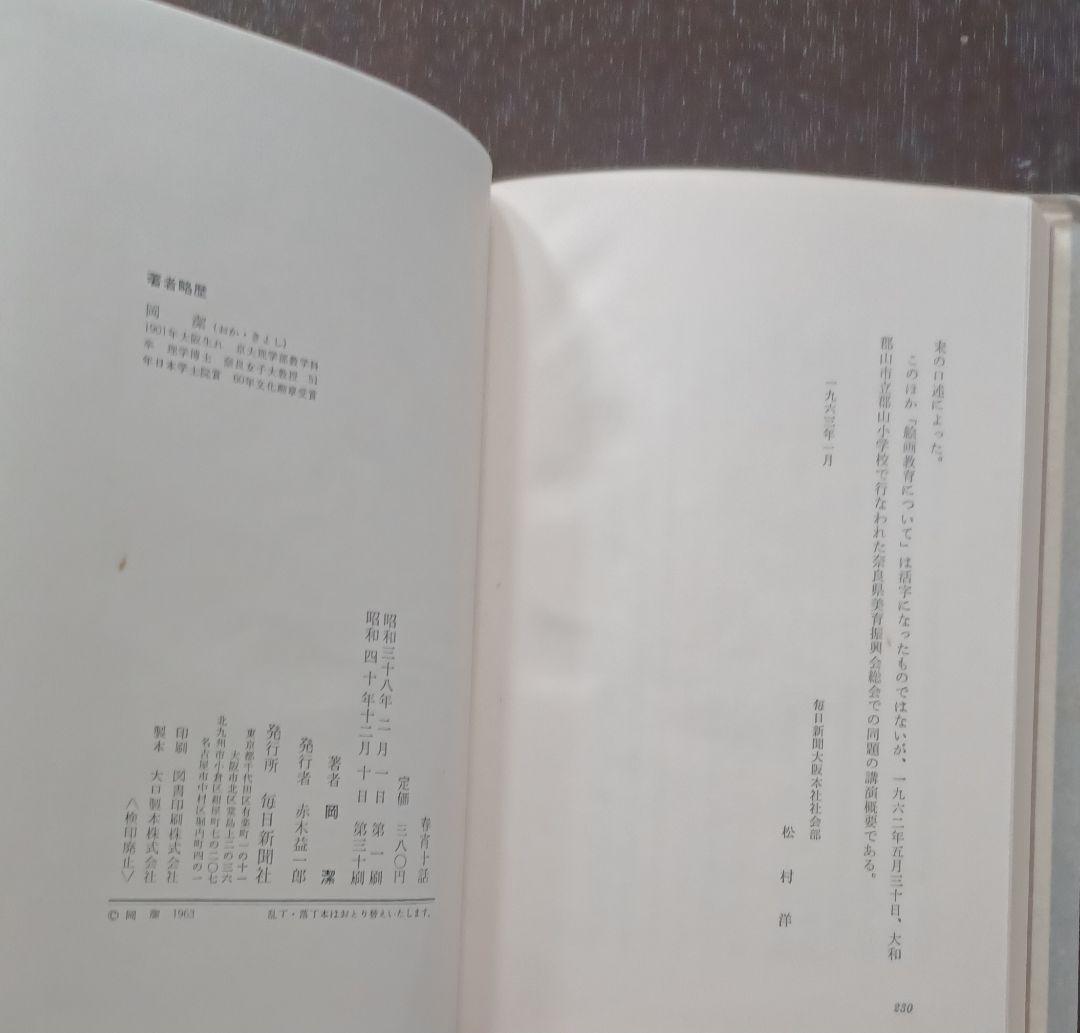 来の口述によった。
このほか「絵画教育について」は活字になったものではないが、一九六二年五月三十日、大和
郡山市立郡山小学校で行なわれた奈良県美育振興会総会での同題の講演概要である。
一九六三年一月
毎日新聞大阪本社社会部
松村洋
230
著者略歴
岡 潔 (おか・きよし)
1901年大阪生れ 京大理学部数学科
卒 理学博士 奈良女子大教授 51
年日本学士院賞 60年文化勲章受賞
春宵十話
定価 三八〇円
昭和三十八年 二月 一日 第一刷
昭和四十年十二月 十日 第三十刷
著者 岡 潔
発行者 赤木益一郎
発行所 毎日新聞社
東京都千代田区有楽町一の十一
大阪市北区堂島上二の三六
北九州市小倉区紺屋町七の二〇七
名古屋市中村区堀内町四の一
印刷 図書印刷株式会社
製本 大口製本株式会社
〈検印廃止〉
© 岡 潔 1963
乱丁・落丁本はおとり替えいたします。